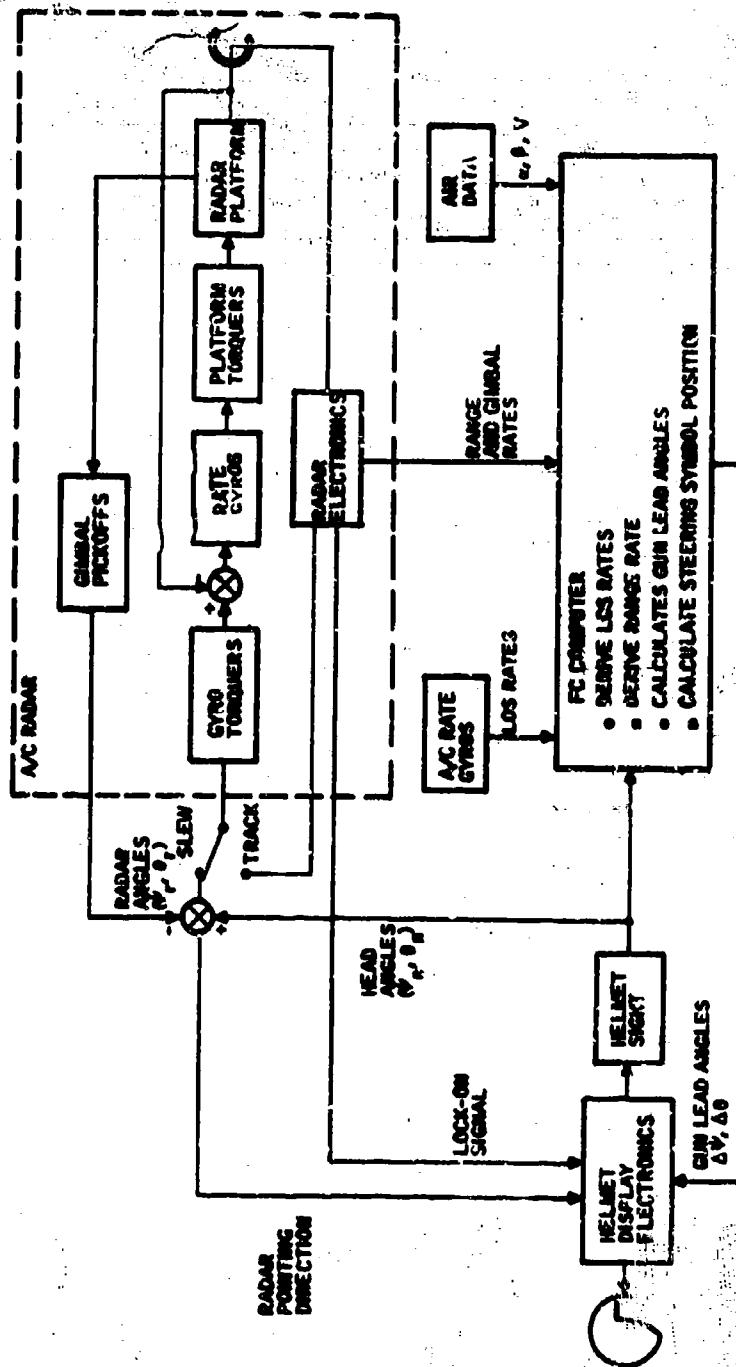 A/C RADAR
GIMBAL
PICKOFFS
RADAR
ANGLES
SLEW
TRACK
GYRO
TORQUERS
+
-
RATE
GYROS
PLATFORM
TORQUERS
RADAR
PLATFORM
RADAR
ELECTRONICS
-
+
HEAD
ANGLES
RADAR
POINTING
DIRECTION
LOCK-ON
SIGNAL
A/C RATE
GYROS
RANGE
AND GIMBAL
RATES
AIR
DATA
α, β, V
HELMET
DISPLAY
ELECTRONICS
HELMET
SIGHT
GUN LEAD ANGLES
FC COMPUTER
• DERIVE LOS RATES
• DERIVE RANGE RATE
• CALCULATES GUN LEAD ANGLES
• CALCULATE STEERING SYMBOL POSITION